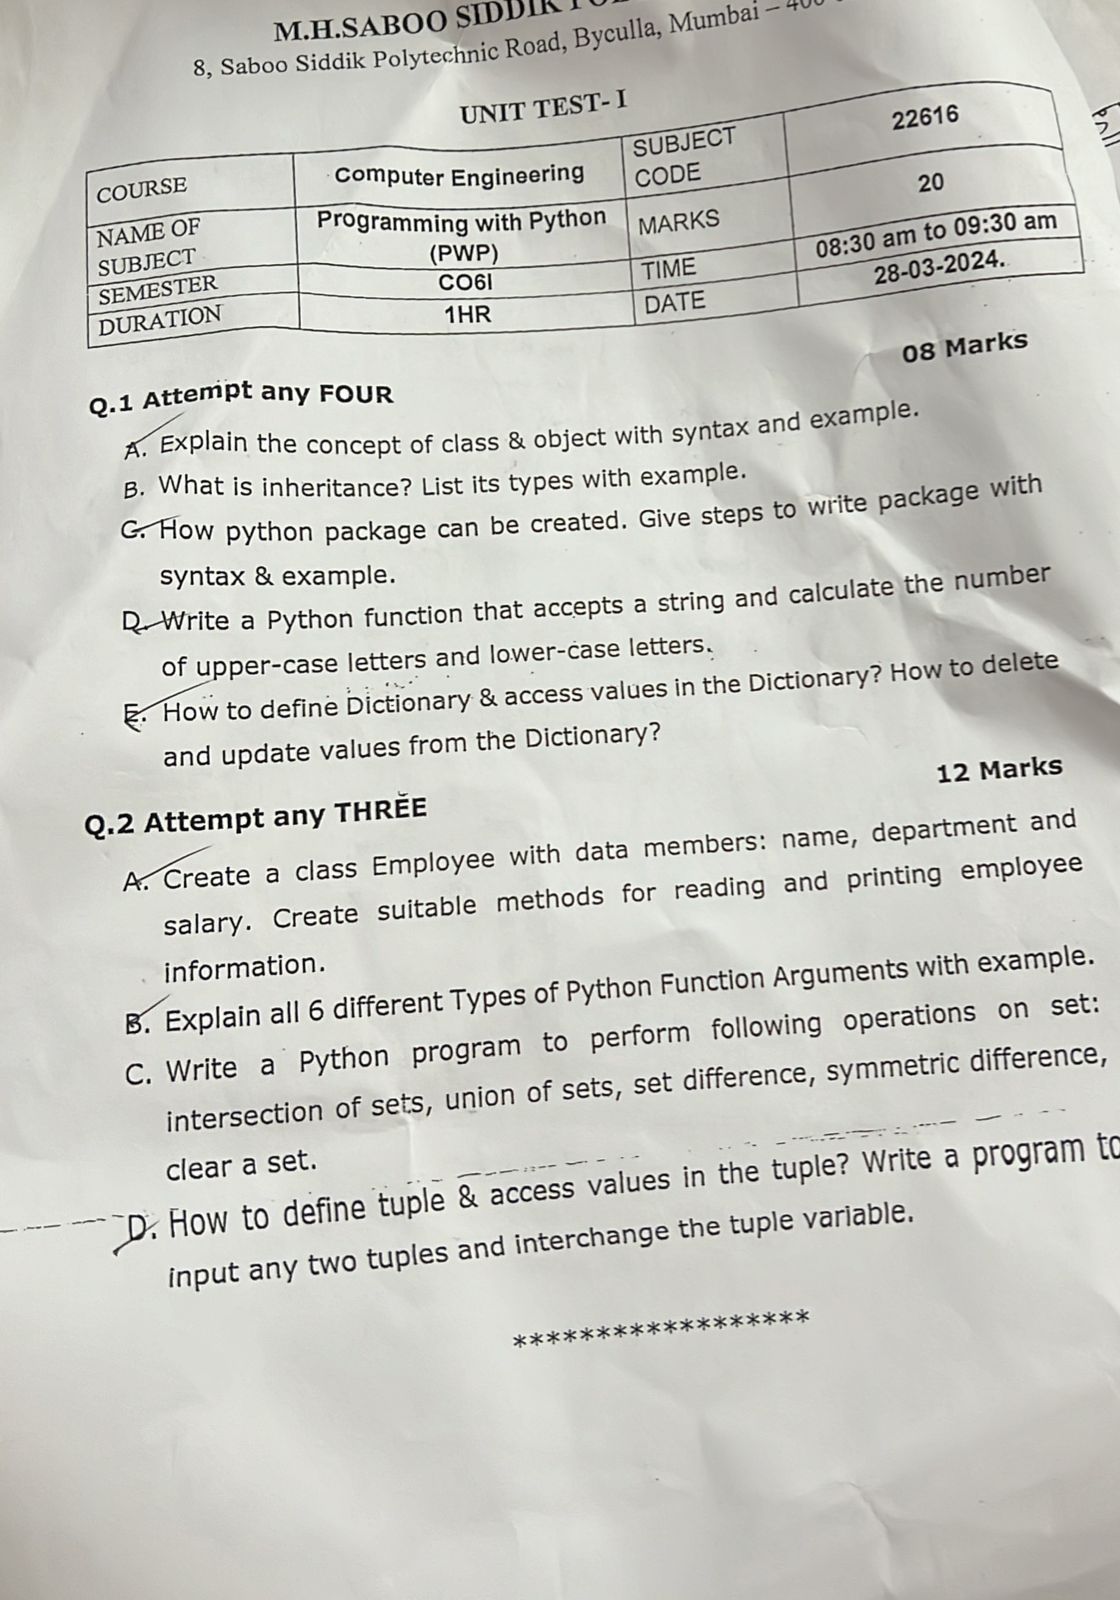 M.H.SABOO SIDDIK
8, Saboo Siddik Polytechnic Road, Byculla, Mumbai – 400
UNIT TEST- I
COURSE Computer Engineering SUBJECT CODE 22616
NAME OF SUBJECT Programming with Python (PWP) MARKS 20
SEMESTER CO6I TIME 08:30 am to 09:30 am
DURATION 1HR DATE 28-03-2024.
08 Marks
Q.1 Attempt any FOUR
A. Explain the concept of class & object with syntax and example.
B. What is inheritance? List its types with example.
C. How python package can be created. Give steps to write package with
syntax & example.
D. Write a Python function that accepts a string and calculate the number
of upper-case letters and lower-case letters.
E. How to define Dictionary & access values in the Dictionary? How to delete
and update values from the Dictionary?
12 Marks
Q.2 Attempt any THREE
A. Create a class Employee with data members: name, department and
salary. Create suitable methods for reading and printing employee
information.
B. Explain all 6 different Types of Python Function Arguments with example.
C. Write a Python program to perform following operations on set:
intersection of sets, union of sets, set difference, symmetric difference,
clear a set.
D. How to define tuple & access values in the tuple? Write a program to
input any two tuples and interchange the tuple variable.
******************